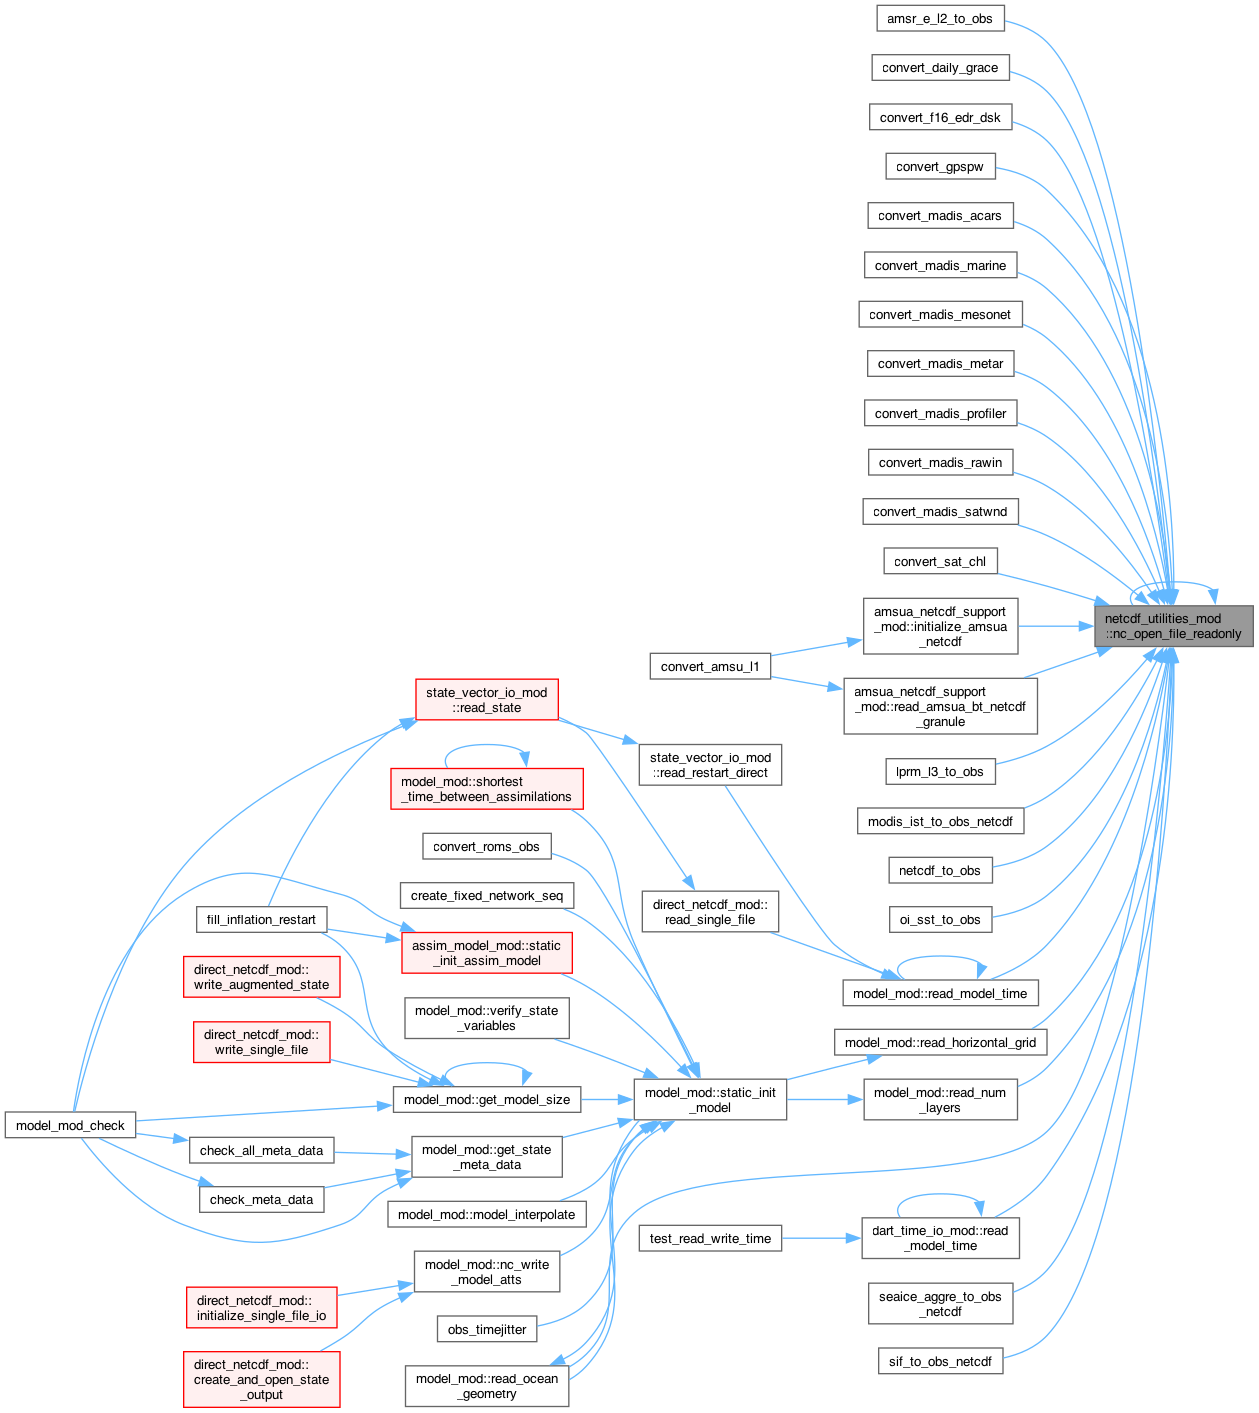 amsr_e_l2_to_obs
convert_daily_grace
convert_f16_edr_dsk
convert_gpspw
convert_madis_acars
convert_madis_marine
convert_madis_mesonet
convert_madis_metar
convert_madis_profiler
convert_madis_rawin
convert_madis_satwnd
convert_sat_chl
netcdf_utilities_mod
::nc_open_file_readonly
amsua_netcdf_support
_mod::initialize_amsua
_netcdf
convert_amsu_l1
amsua_netcdf_support
_mod::read_amsua_bt_netcdf
_granule
state_vector_io_mod
::read_state
state_vector_io_mod
::read_restart_direct
lprm_l3_to_obs
model_mod::shortest
_time_between_assimilations
modis_ist_to_obs_netcdf
convert_roms_obs
netcdf_to_obs
create_fixed_network_seq
direct_netcdf_mod::
read_single_file
fill_inflation_restart
oi_sst_to_obs
assim_model_mod::static
_init_assim_model
direct_netcdf_mod::
write_augmented_state
model_mod::read_model_time
model_mod::verify_state
_variables
direct_netcdf_mod::
write_single_file
model_mod::read_horizontal_grid
model_mod::get_model_size
model_mod::static_init
_model
model_mod::read_num
_layers
model_mod_check
check_all_meta_data
model_mod::get_state
_meta_data
check_meta_data
model_mod::model_interpolate
test_read_write_time
dart_time_io_mod::read
_model_time
model_mod::nc_write
_model_atts
direct_netcdf_mod::
initialize_single_file_io
seaice_aggre_to_obs
_netcdf
obs_timejitter
sif_to_obs_netcdf
direct_netcdf_mod::
create_and_open_state
_output
model_mod::read_ocean
_geometry